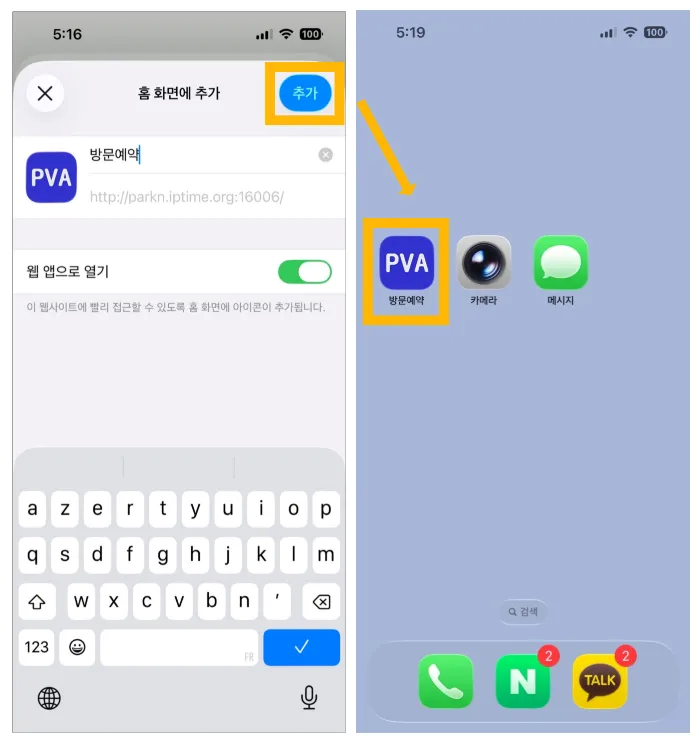 5:16
100
홈 화면에 추가
추가
PVA
방문예약
http://parkn.iptime.org:16006/
웹 앱으로 열기
이 웹사이트에 빨리 접근할 수 있도록 홈 화면에 아이콘이 추가됩니다.
a z e r t y u i o p
q s d f g h j k l m
w x c v b n '
123
FR
5:19
100
PVA
방문예약
카메라
메시지
검색
N
2
TALK
2